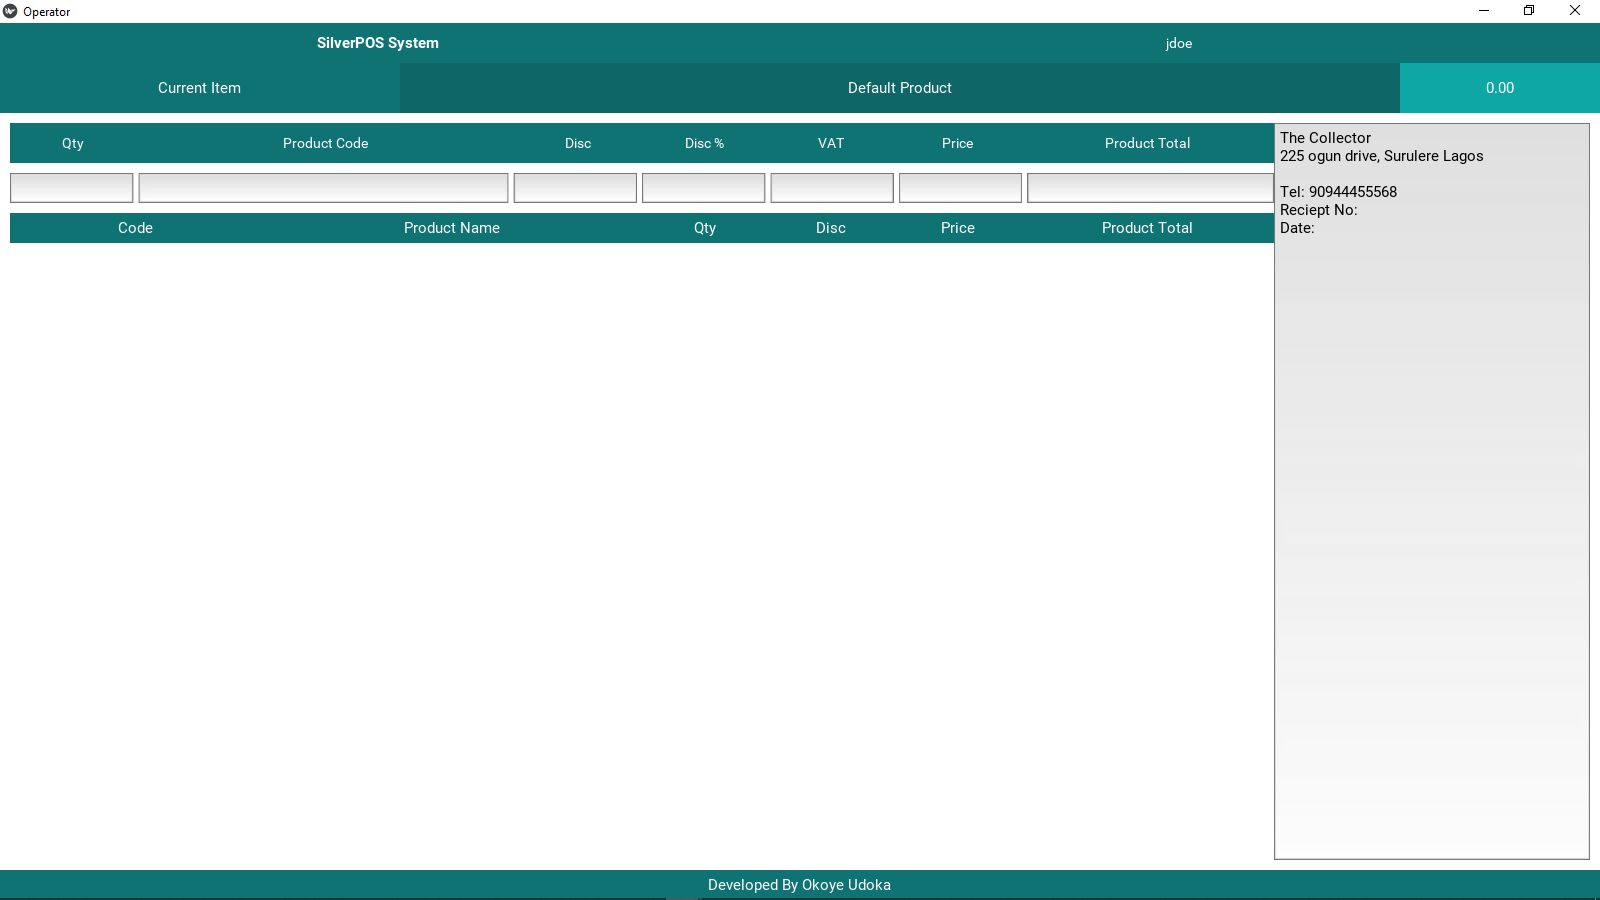 Operator
SilverPOS System jdoe
Current Item Default Product 0.00
Qty Product Code Disc Disc % VAT Price Product Total
Code Product Name Qty Disc Price Product Total
The Collector
225 ogun drive, Surulere Lagos
Tel: 90944455568
Reciept No:
Date:
Developed By Okoye Udoka